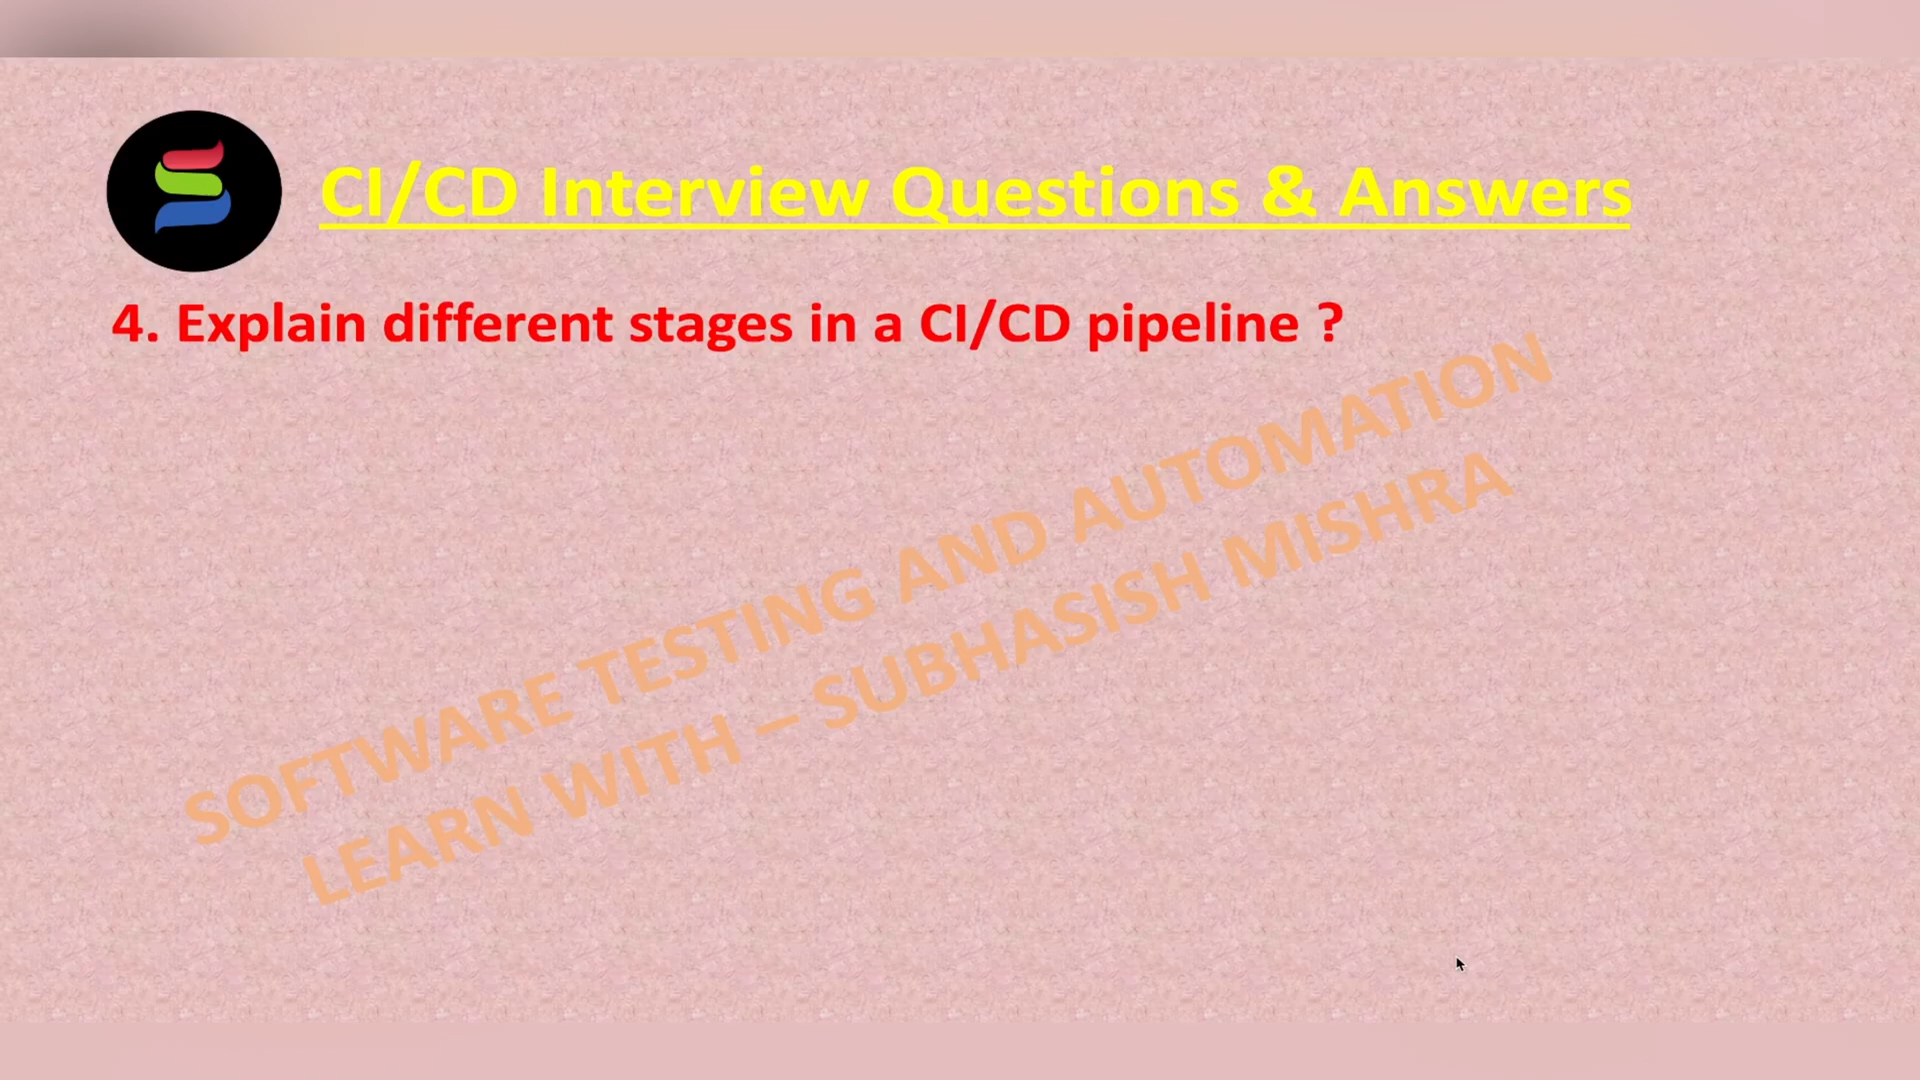 CI/CD Interview Questions & Answers
4. Explain different stages in a CI/CD pipeline ?
SOFTWARE TESTING AND AUTOMATION
LEARN WITH – SUBHASISH MISHRA